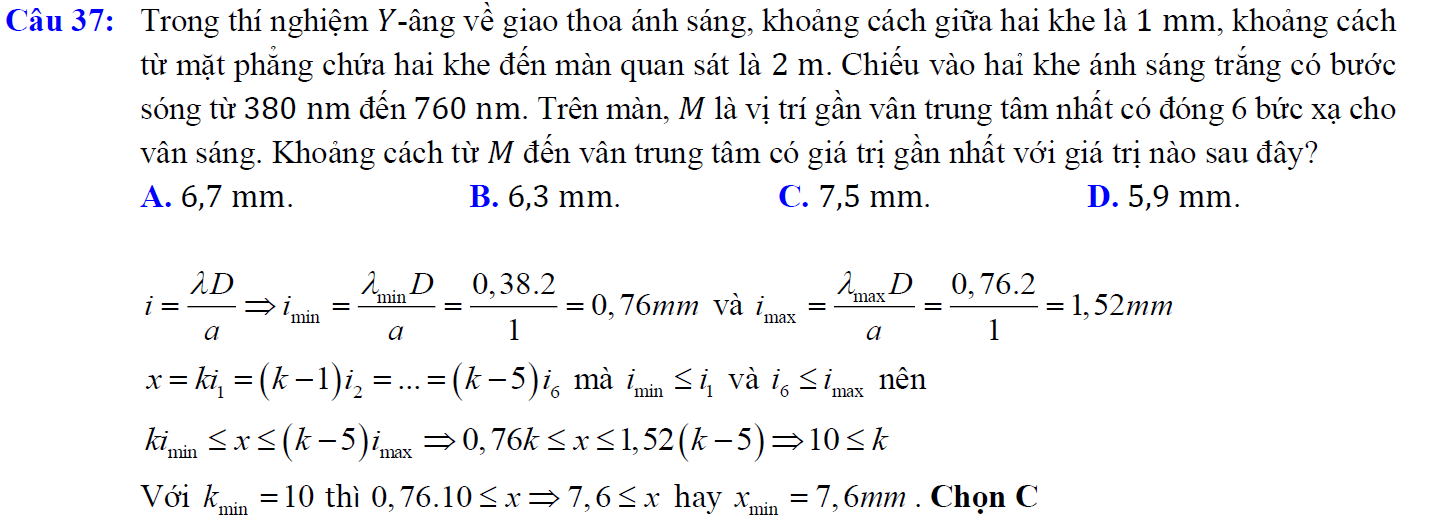 Câu 37: Trong thí nghiệm Y-âng về giao thoa ánh sáng, khoảng cách giữa hai khe là 1 mm, khoảng cách
từ mặt phẳng chứa hai khe đến màn quan sát là 2 m. Chiếu vào hai khe ánh sáng trắng có bước
sóng từ 380 nm đến 760 nm. Trên màn, M là vị trí gần vân trung tâm nhất có đóng 6 bức xạ cho
vân sáng. Khoảng cách từ M đến vân trung tâm có giá trị gần nhất với giá trị nào sau đây?
A. 6,7 mm. B. 6,3 mm. C. 7,5 mm. D. 5,9 mm.
i = λD/a ⇒ i_min = λ_min D/a = 0,38.2/1 = 0,76mm và i_max = λ_max D/a = 0,76.2/1 = 1,52mm
x = ki₁ = (k−1)i₂ = ... = (k−5)i₆ mà i_min ≤ i₁ và i₆ ≤ i_max nên
ki_min ≤ x ≤ (k−5)i_max ⇒ 0,76k ≤ x ≤ 1,52(k−5) ⇒ 10 ≤ k
Với k_min = 10 thì 0,76.10 ≤ x ⇒ 7,6 ≤ x hay x_min = 7,6mm . Chọn C